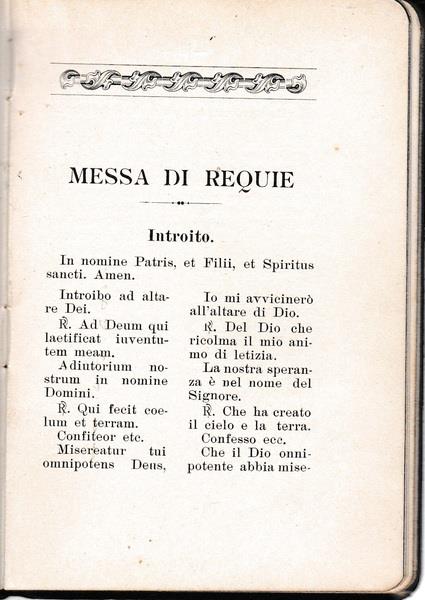 MESSA DI REQUIE
Introito.
In nomine Patris, et Filii, et Spiritus
sancti. Amen.
Introibo ad alta-
re Dei.
℟. Ad Deum qui
laetificat iuventu-
tem meam.
Adiutorium no-
strum in nomine
Domini.
℟. Qui fecit coe-
lum et terram.
Confiteor etc.
Misereatur tui
omnipotens Deus,
Io mi avvicinerò
all'altare di Dio.
℟. Del Dio che
ricolma il mio ani-
mo di letizia.
La nostra speran-
za è nel nome del
Signore.
℟. Che ha creato
il cielo e la terra.
Confesso ecc.
Che il Dio onni-
potente abbia mise-